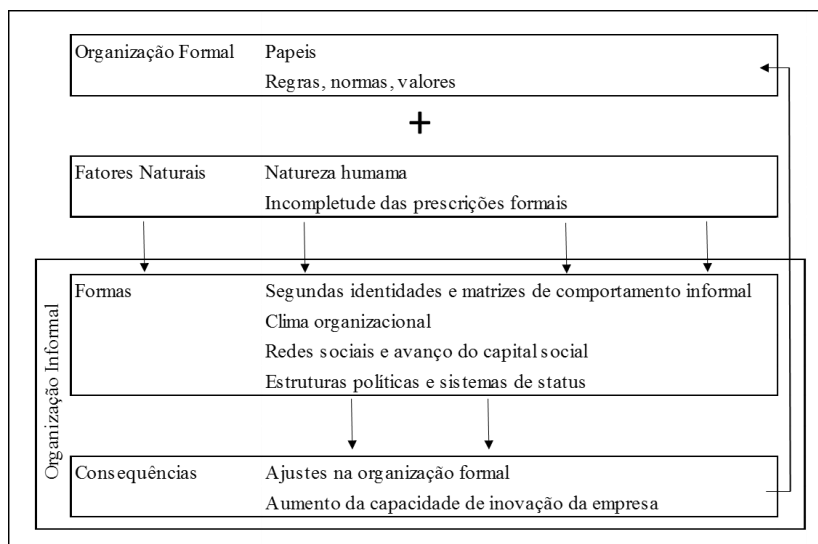 Organização Formal Papeis
Regras, normas, valores
+
Fatores Naturais Natureza humama
Incompletude das prescrições formais
Organização Informal
Formas Segundas identidades e matrizes de comportamento informal
Clima organizacional
Redes sociais e avanço do capital social
Estruturas políticas e sistemas de status
Consequências Ajustes na organização formal
Aumento da capacidade de inovação da empresa